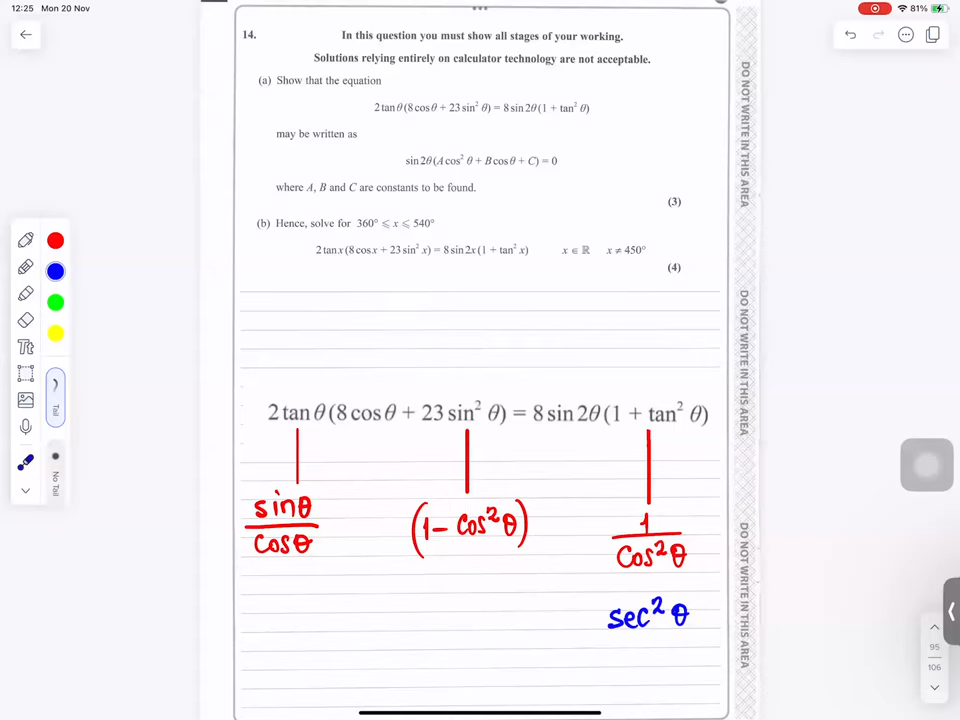 12:25 Mon 20 Nov 81%
14. In this question you must show all stages of your working.
Solutions relying entirely on calculator technology are not acceptable.
(a) Show that the equation
2 tan θ (8 cos θ + 23 sin² θ) = 8 sin 2θ (1 + tan² θ)
may be written as
sin 2θ (A cos² θ + B cos θ + C) = 0
where A, B and C are constants to be found.
(3)
(b) Hence, solve for 360° ⩽ x ⩽ 540°
2 tan x (8 cos x + 23 sin² x) = 8 sin 2x (1 + tan² x) x ∈ ℝ x ≠ 450°
(4)
2 tan θ (8 cos θ + 23 sin² θ) = 8 sin 2θ (1 + tan² θ)
sinθ / cosθ
(1 − cos²θ)
1 / cos²θ
sec² θ
DO NOT WRITE IN THIS AREA
DO NOT WRITE IN THIS AREA
DO NOT WRITE IN THIS AREA
Tt
Tail
No Tail
95
106